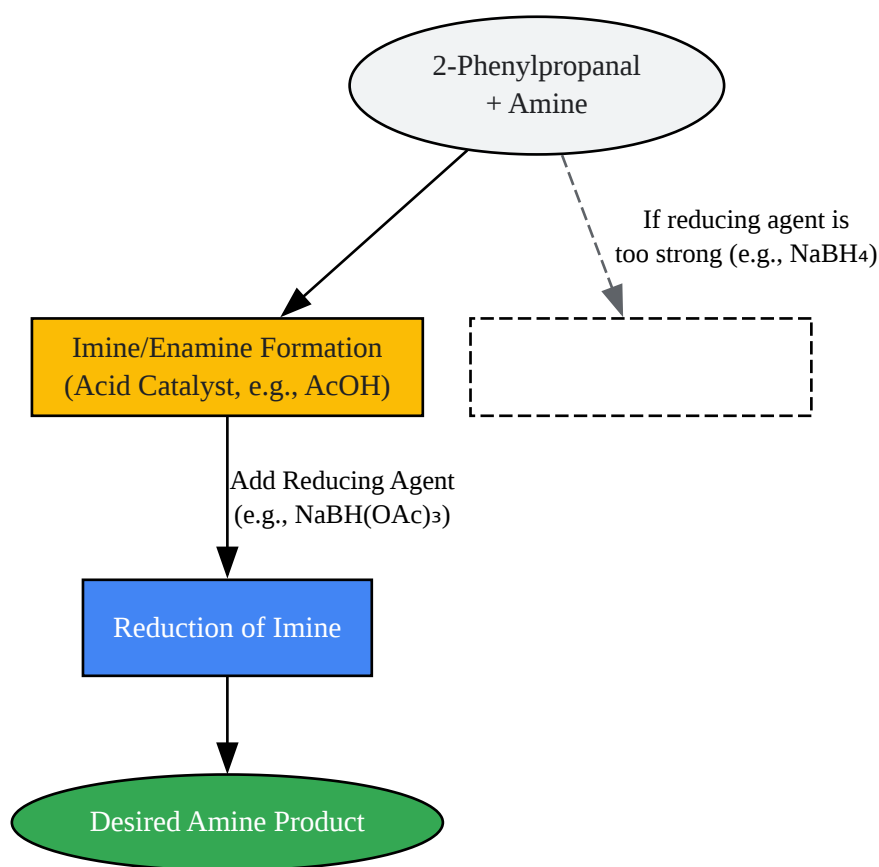 2-Phenylpropanal
+ Amine
If reducing agent is
too strong (e.g., NaBH₄)
Imine/Enamine Formation
(Acid Catalyst, e.g., AcOH)
Add Reducing Agent
(e.g., NaBH(OAc)₃)
Reduction of Imine
Desired Amine Product